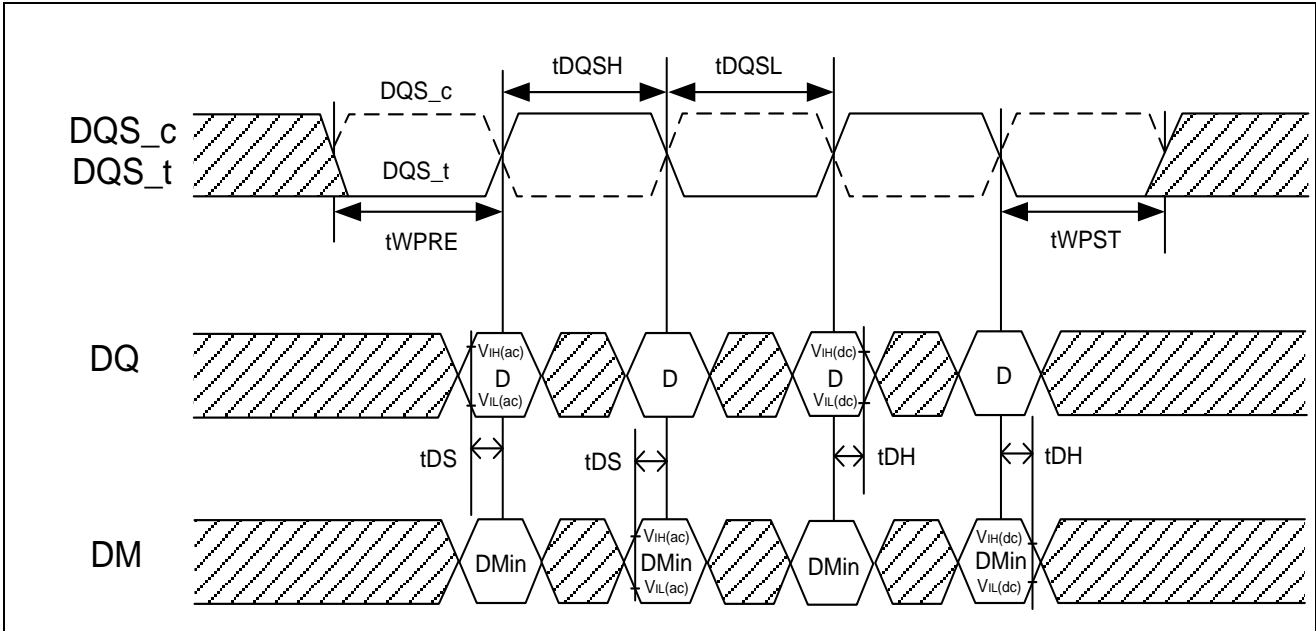 tDQSH
tDQSL
DQS_c
DQS_c
DQS_t
DQS_t
tWPRE
tWPST
DQ
VIH(ac)
D
VIL(ac)
D
VIH(dc)
D
VIL(dc)
D
tDS
tDS
tDH
tDH
DM
DMin
VIH(ac)
DMin
VIL(ac)
DMin
VIH(dc)
DMin
VIL(dc)